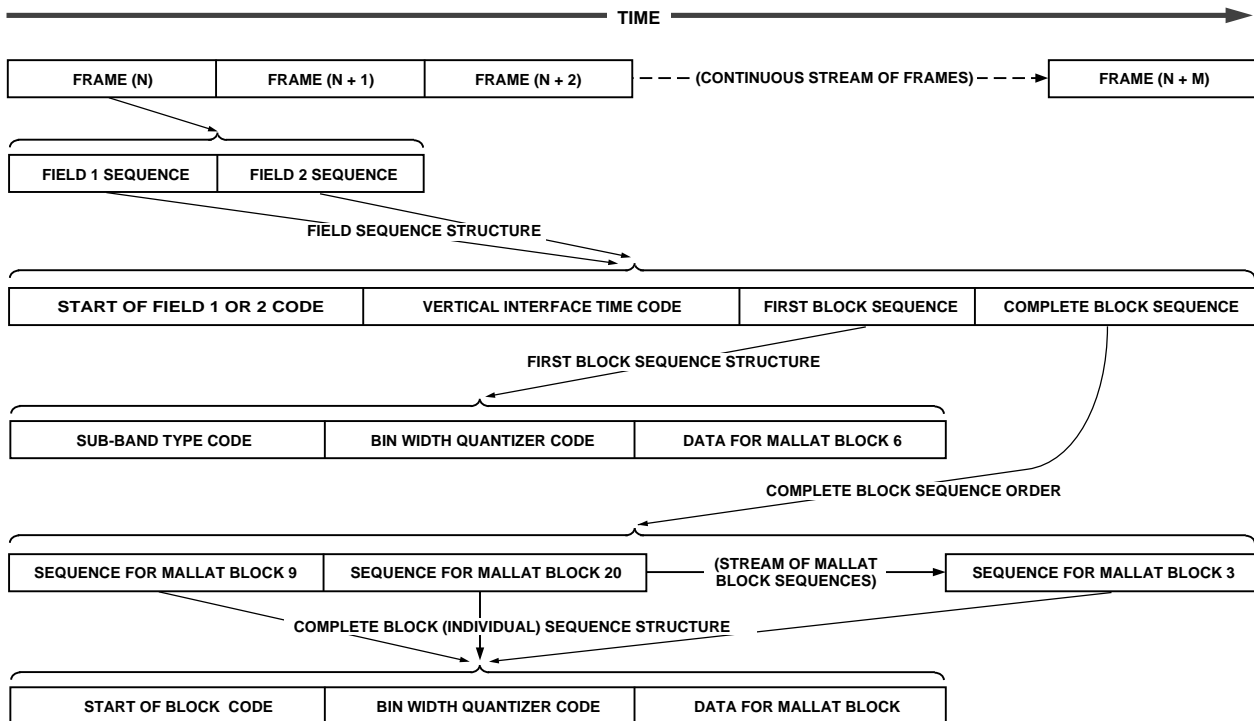 TIME
FRAME (N) FRAME (N + 1) FRAME (N + 2) (CONTINUOUS STREAM OF FRAMES) FRAME (N + M)
FIELD 1 SEQUENCE FIELD 2 SEQUENCE
FIELD SEQUENCE STRUCTURE
START OF FIELD 1 OR 2 CODE VERTICAL INTERFACE TIME CODE FIRST BLOCK SEQUENCE COMPLETE BLOCK SEQUENCE
FIRST BLOCK SEQUENCE STRUCTURE
SUB-BAND TYPE CODE BIN WIDTH QUANTIZER CODE DATA FOR MALLAT BLOCK 6
COMPLETE BLOCK SEQUENCE ORDER
SEQUENCE FOR MALLAT BLOCK 9 SEQUENCE FOR MALLAT BLOCK 20 (STREAM OF MALLAT
BLOCK SEQUENCES) SEQUENCE FOR MALLAT BLOCK 3
COMPLETE BLOCK (INDIVIDUAL) SEQUENCE STRUCTURE
START OF BLOCK CODE BIN WIDTH QUANTIZER CODE DATA FOR MALLAT BLOCK